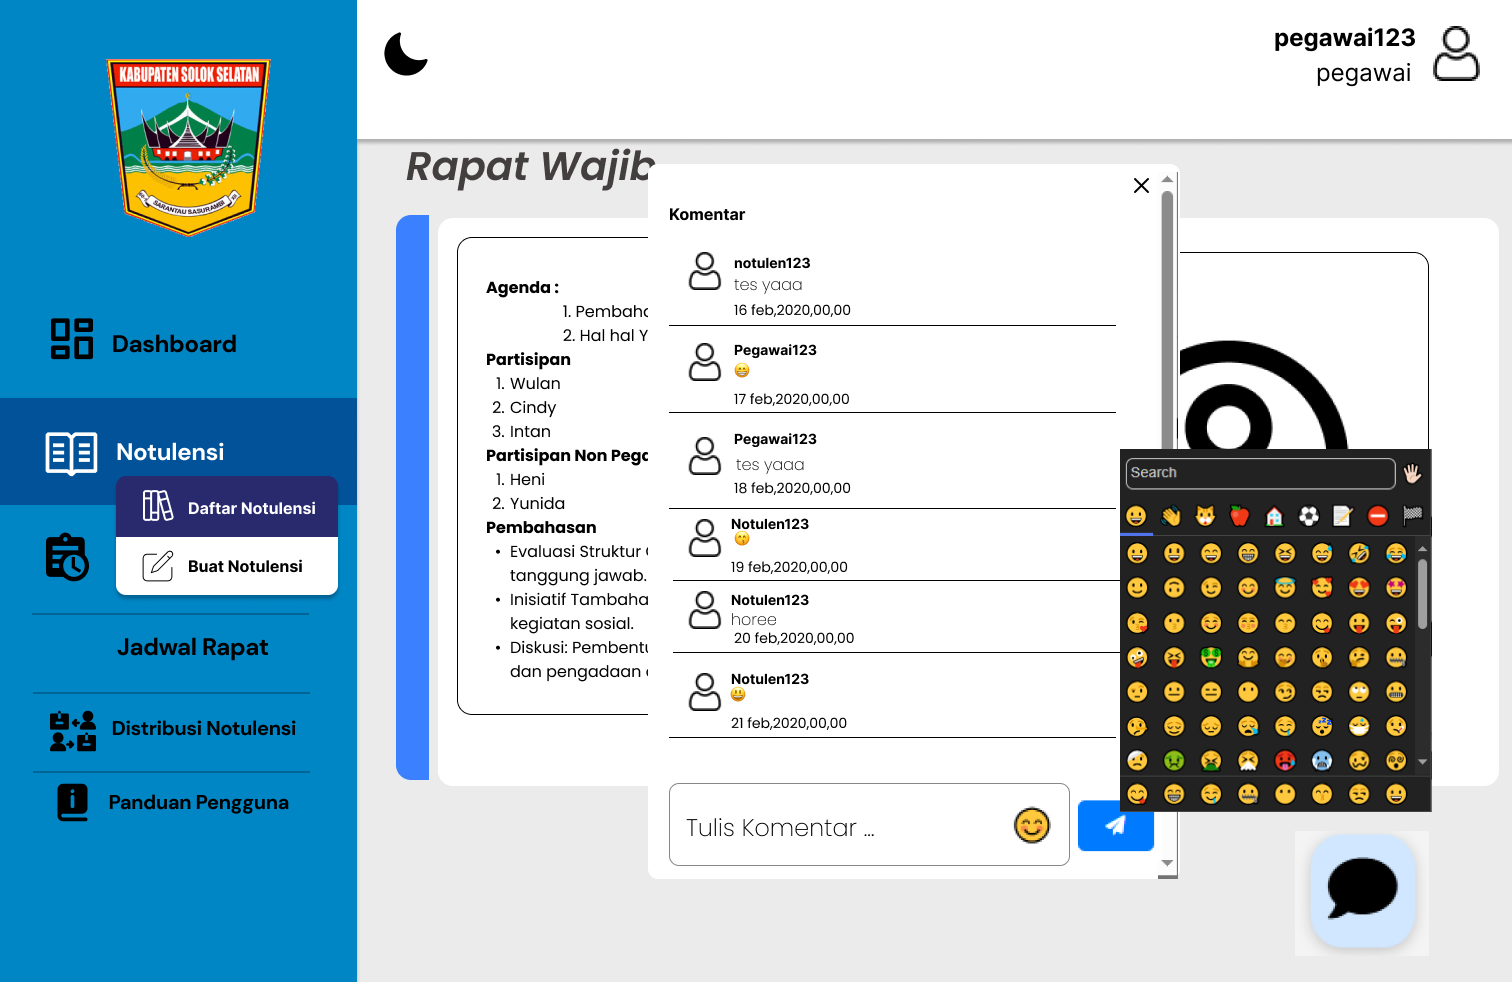 KABUPATEN SOLOK SELATAN
SARANTAU SASURAMBI
Dashboard
Notulensi
Daftar Notulensi
Buat Notulensi
Jadwal Rapat
Distribusi Notulensi
Panduan Pengguna
pegawai123
pegawai
Rapat Wajib
Agenda :
1. Pembaha
2. Hal hal Y
Partisipan
1. Wulan
2. Cindy
3. Intan
Partisipan Non Pega
1. Heni
2. Yunida
Pembahasan
• Evaluasi Struktur
tanggung jawab.
• Inisiatif Tambaha
kegiatan sosial.
• Diskusi: Pembentu
dan pengadaan
Komentar
notulen123
tes yaaa
16 feb,2020,00,00
Pegawai123
😁
17 feb,2020,00,00
Pegawai123
tes yaaa
18 feb,2020,00,00
Notulen123
😙
19 feb,2020,00,00
Notulen123
horee
20 feb,2020,00,00
Notulen123
😃
21 feb,2020,00,00
Tulis Komentar ...
Search